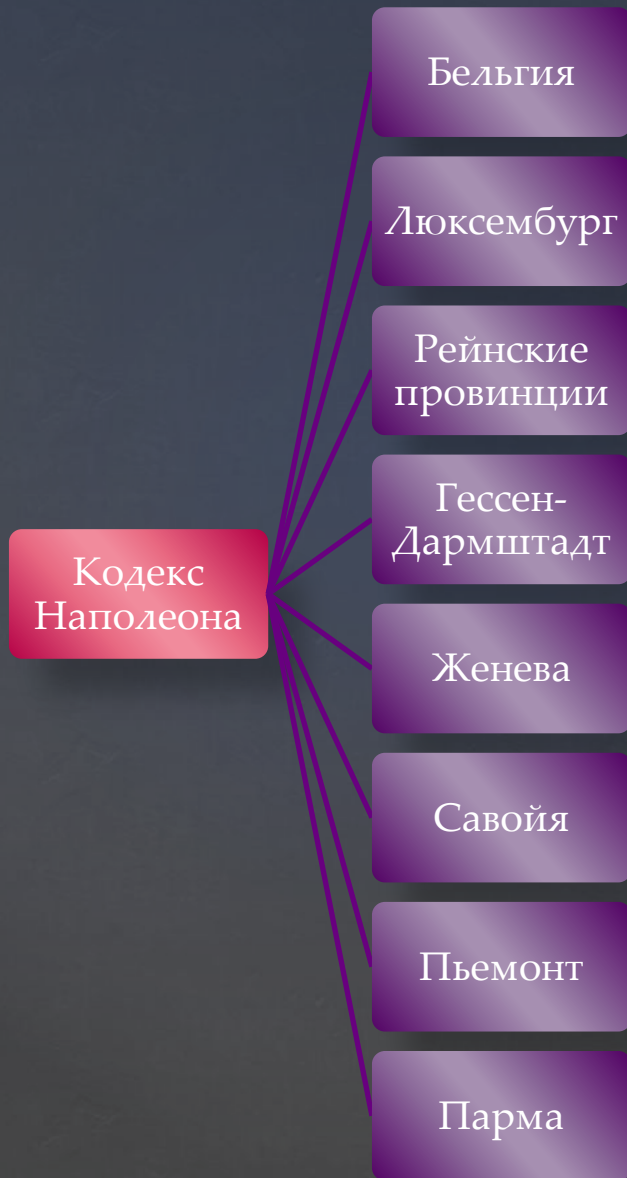 Бельгия
Люксембург
Рейнские
провинции
Гессен-
Дармштадт
Кодекс
Наполеона
Женева
Савойя
Пьемонт
Парма